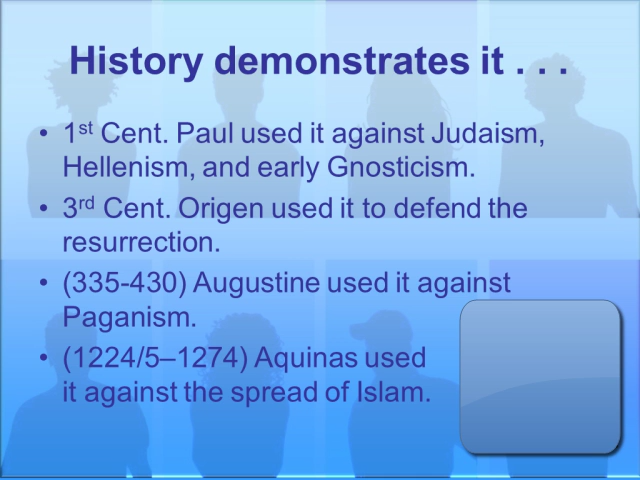 History demonstrates it . . .
• 1st Cent. Paul used it against Judaism,
Hellenism, and early Gnosticism.
• 3rd Cent. Origen used it to defend the
resurrection.
• (335-430) Augustine used it against
Paganism.
• (1224/5–1274) Aquinas used
it against the spread of Islam.